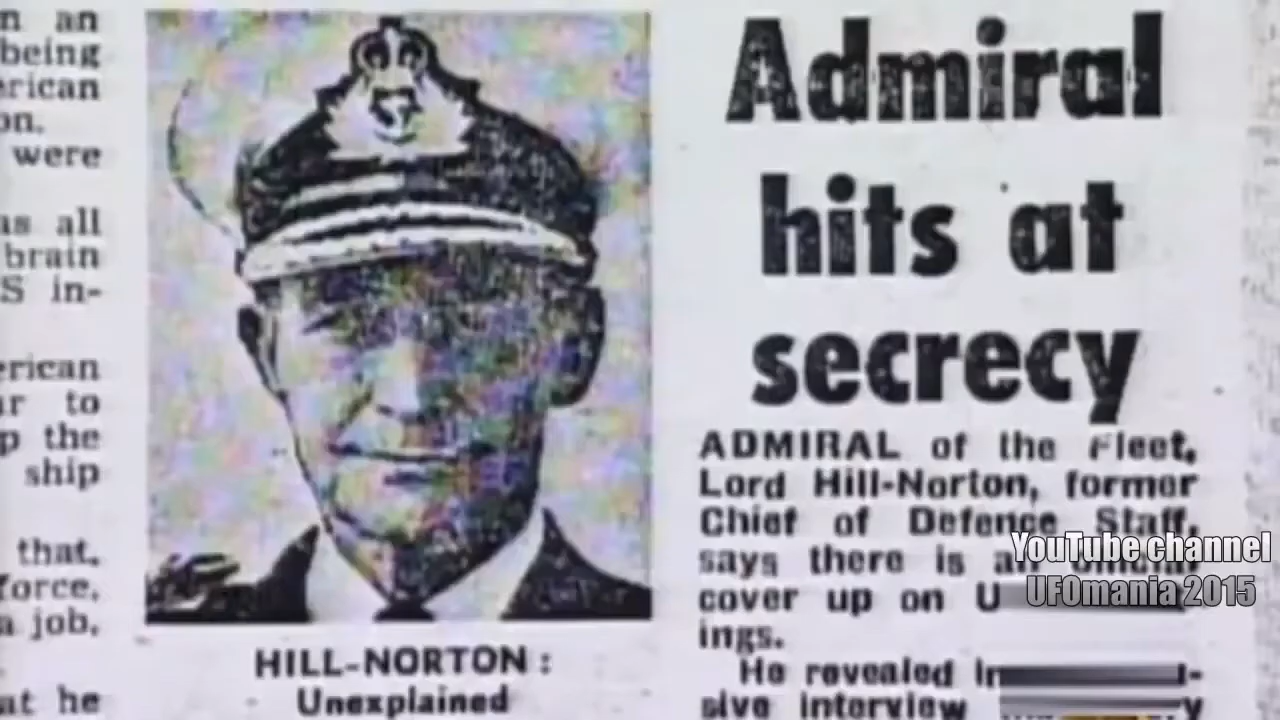 n an
being
erican
on.
were
as all
brain
S in-
erican
ur to
p the
ship
that.
force,
a job,
at he
HILL-NORTON :
Unexplained
Admiral
hits at
secrecy
ADMIRAL of the Fleet,
Lord Hill-Norton, former
Chief of Defence Staff,
says there is an official
cover up on U
ings.
He revealed in
sive interview
YouTube channel
UFOmania 2015